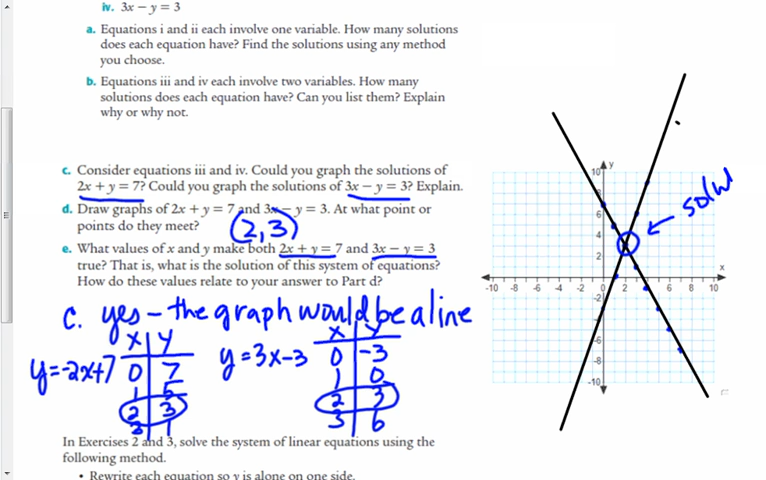 iv. 3x − y = 3
a. Equations i and ii each involve one variable. How many solutions
does each equation have? Find the solutions using any method
you choose.
b. Equations iii and iv each involve two variables. How many
solutions does each equation have? Can you list them? Explain
why or why not.
c. Consider equations iii and iv. Could you graph the solutions of
2x + y = 7? Could you graph the solutions of 3x − y = 3? Explain.
d. Draw graphs of 2x + y = 7 and 3x − y = 3. At what point or
points do they meet? (2,3)
e. What values of x and y make both 2x + y = 7 and 3x − y = 3
true? That is, what is the solution of this system of equations?
How do these values relate to your answer to Part d?
c. yes - the graph would be a line
x y
y=-2x+7 0 7
1 5
2 3
3 1
x y
y=3x-3 0 -3
1 0
2 3
3 6
In Exercises 2 and 3, solve the system of linear equations using the
following method.
• Rewrite each equation so y is alone on one side.
y
10
6
4
2
x
-10 -8 -6 -4 -2 2 4 6 8 10
-2
-6
-8
-10